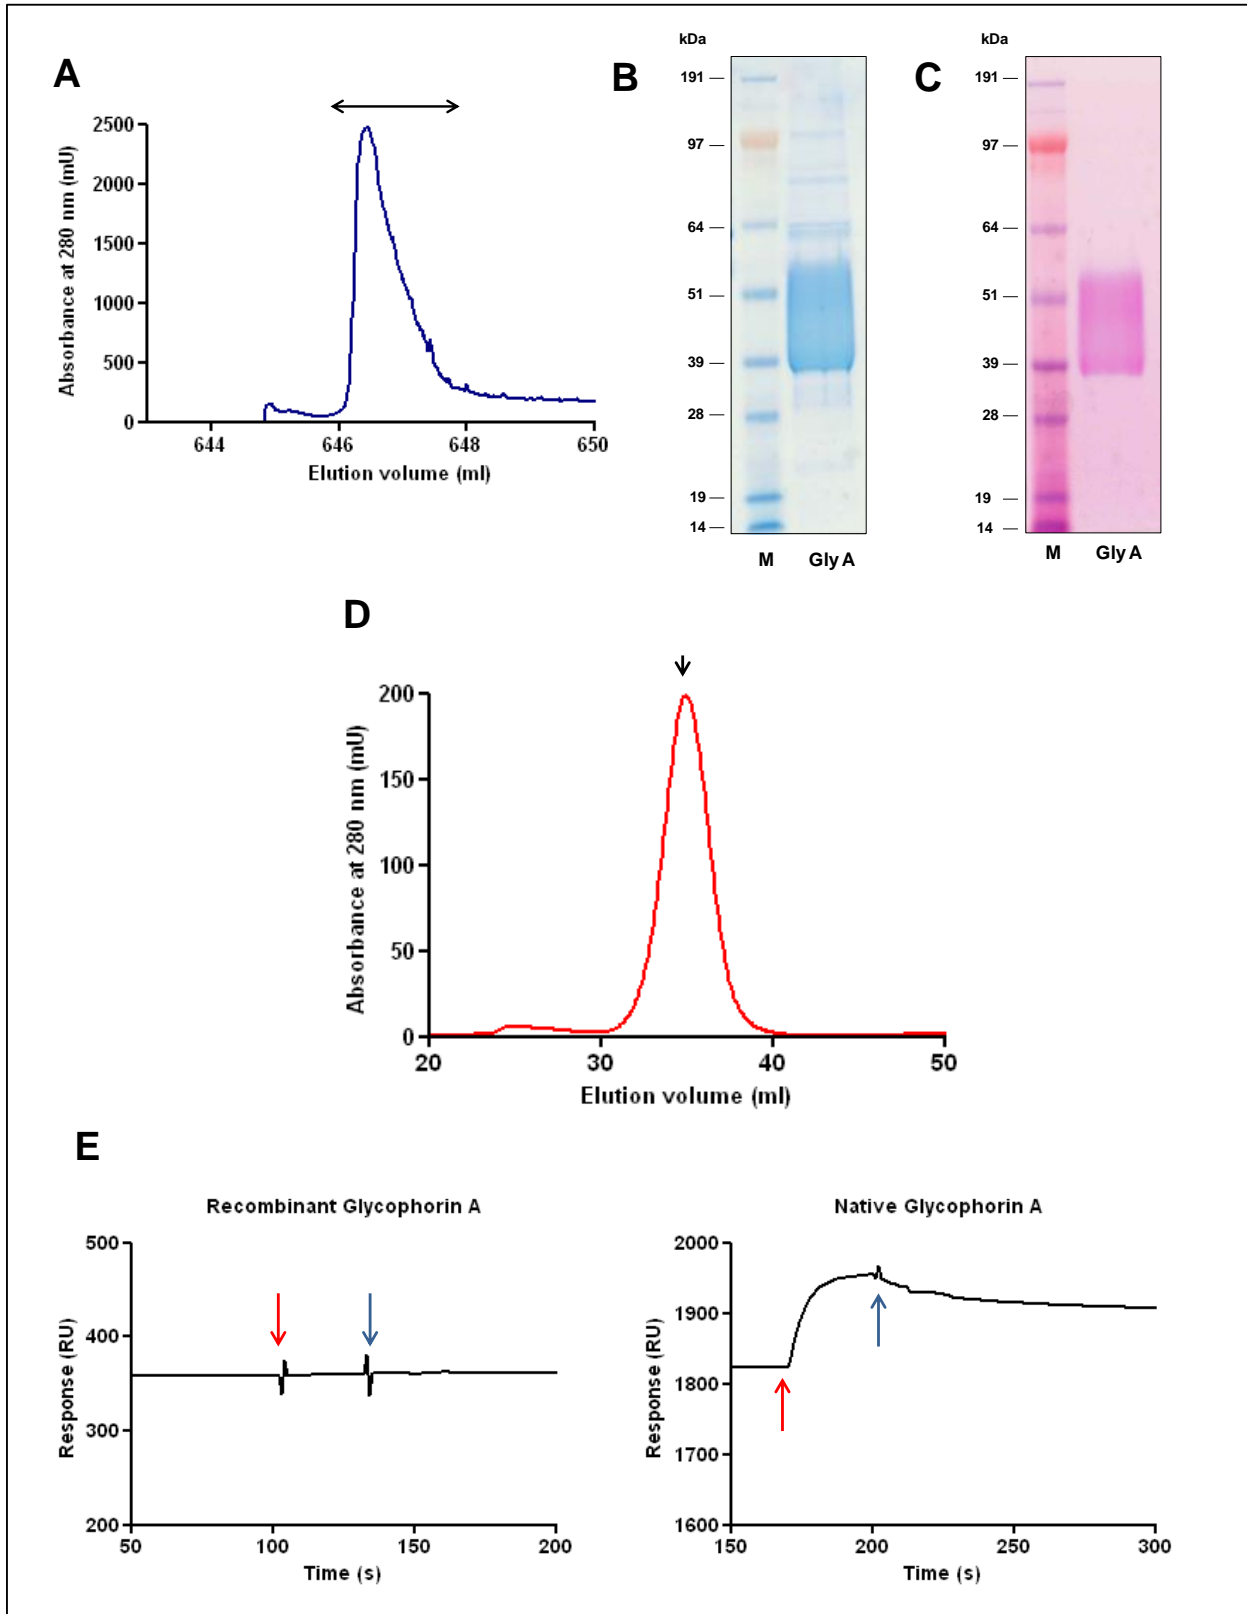 A
Absorbance at 280 nm (mU)
2500
2000
1500
1000
500
0
644 646 648 650
Elution volume (ml)
B
kDa
191
97
64
51
39
28
19
14
M Gly A
C
kDa
191
97
64
51
39
28
19
14
M Gly A
D
Absorbance at 280 nm (mU)
200
150
100
50
0
20 30 40 50
Elution volume (ml)
E
Recombinant Glycophorin A
Response (RU)
500
400
300
200
50 100 150 200
Time (s)
Native Glycophorin A
Response (RU)
2000
1900
1800
1700
1600
150 200 250 300
Time (s)